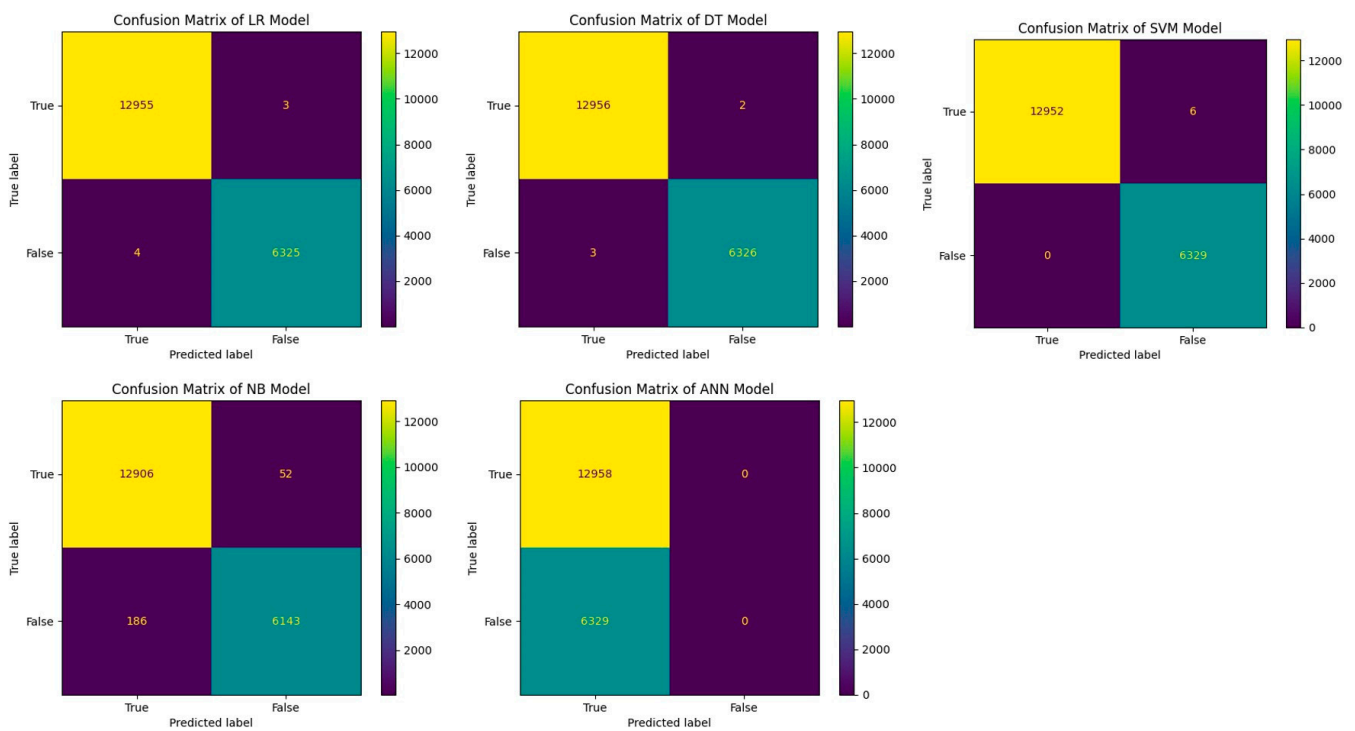 Confusion Matrix of LR Model
True
12955
3
False
4
6325
True
False
True label
Predicted label
12000
10000
8000
6000
4000
2000
Confusion Matrix of DT Model
True
12956
2
False
3
6326
True
False
True label
Predicted label
12000
10000
8000
6000
4000
2000
Confusion Matrix of SVM Model
True
12952
6
False
0
6329
True
False
True label
Predicted label
12000
10000
8000
6000
4000
2000
0
Confusion Matrix of NB Model
True
12906
52
False
186
6143
True
False
True label
Predicted label
12000
10000
8000
6000
4000
2000
Confusion Matrix of ANN Model
True
12958
0
False
6329
0
True
False
True label
Predicted label
12000
10000
8000
6000
4000
2000
0